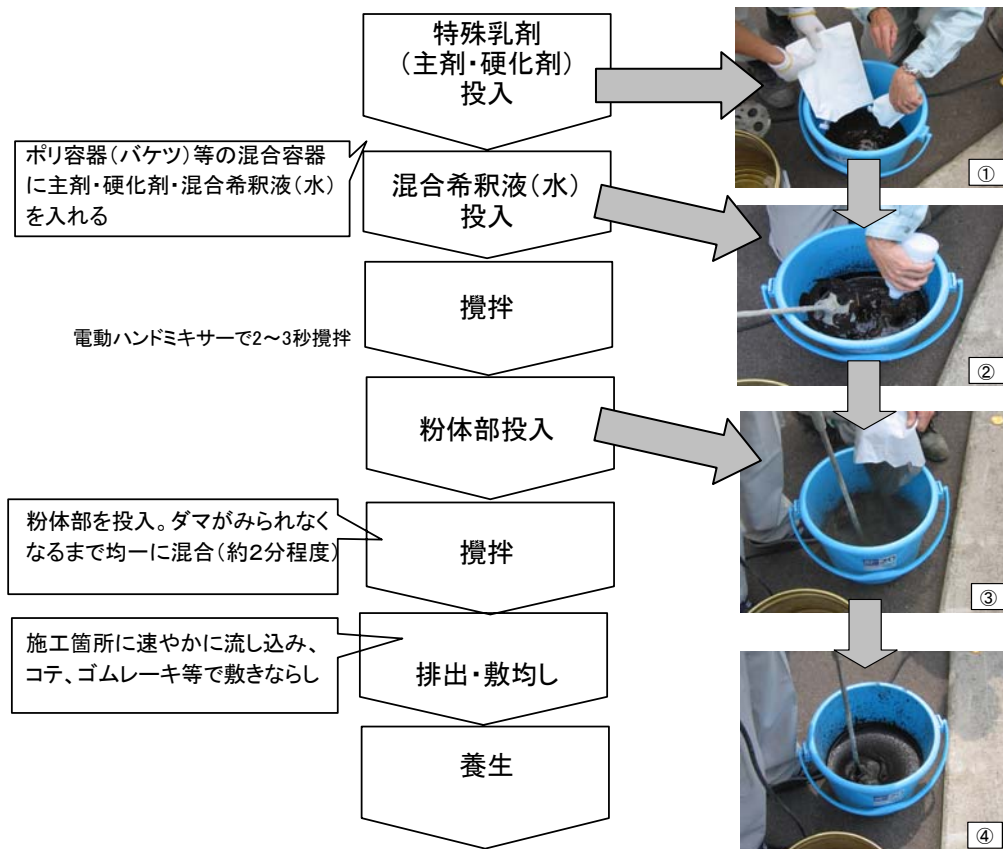 特殊乳剤
（主剤・硬化剤）
投入
ポリ容器（バケツ）等の混合容器
に主剤・硬化剤・混合希釈液（水）
を入れる
混合希釈液（水）
投入
①
攪拌
電動ハンドミキサーで2～3秒攪拌
②
粉体部投入
粉体部を投入。ダマがみられなく
なるまで均一に混合（約２分程度）
攪拌
③
施工箇所に速やかに流し込み、
コテ、ゴムレーキ等で敷きならし
排出・敷均し
養生
④